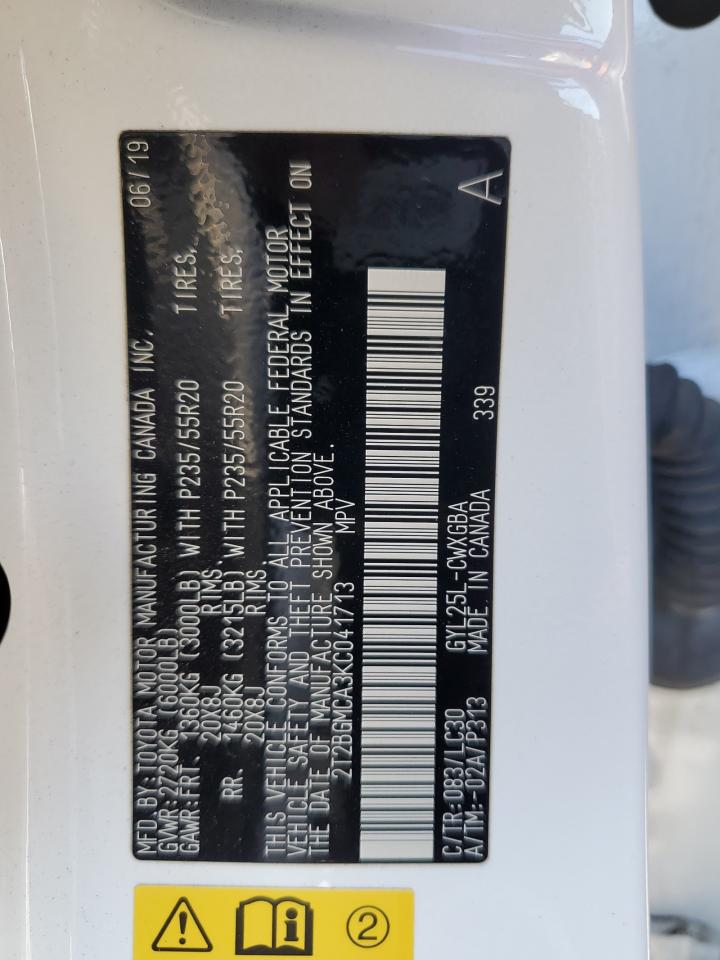 MFD.BY:TOYOTA MOTOR MANUFACTURING CANADA INC. 06/19
GVWR:2720KG (6000LB)
GAWR:FRT. 1360KG (3000LB) WITH P235/55R20 TIRES,
20X8J RIMS.
RR. 1460KG (3215LB) WITH P235/55R20 TIRES,
20X8J RIMS.
THIS VEHICLE CONFORMS TO ALL APPLICABLE FEDERAL MOTOR
VEHICLE SAFETY AND THEFT PREVENTION STANDARDS IN EFFECT ON
THE DATE OF MANUFACTURE SHOWN ABOVE.
2T2BGMCA3KC041713 MPV
A
C/TR:083/LC30 GYL25L-CWXGBA
A/TM:-02A/P313 MADE IN CANADA 339
2